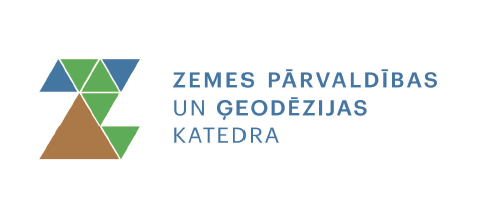 ZEMES PĀRVALDĪBAS
UN ĢEODĒZIJAS
KATEDRA